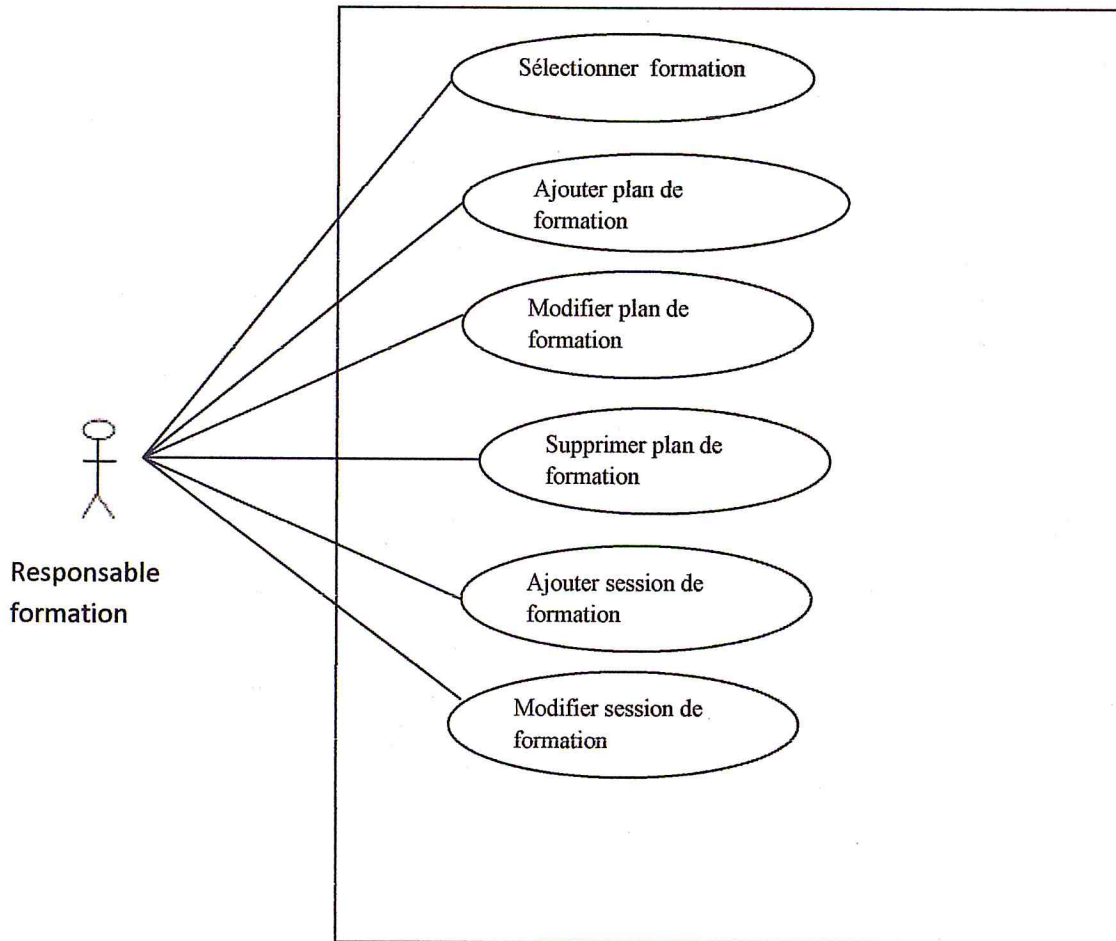 Sélectionner formation
Ajouter plan de
formation
Modifier plan de
formation
Supprimer plan de
formation
Responsable
formation
Ajouter session de
formation
Modifier session de
formation